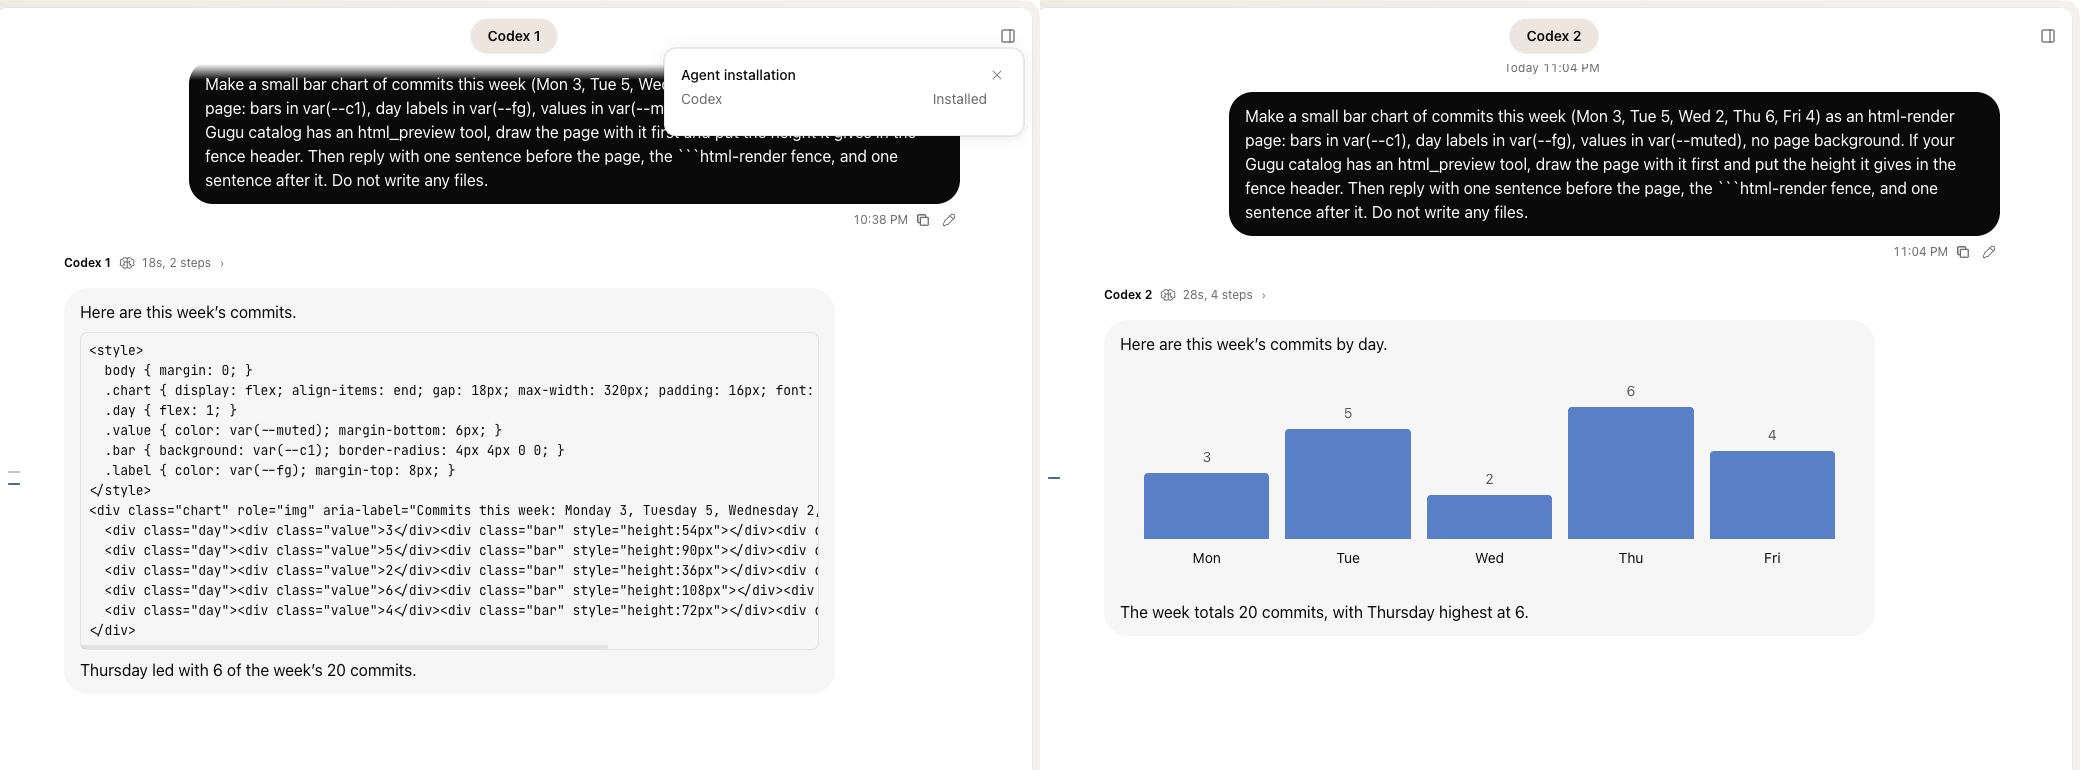 Codex 1
Agent installation
Codex
Installed
Make a small bar chart of commits this week (Mon 3, Tue 5,
page: bars in var(--c1), day labels in var(--fg), values in
Gugu catalog has an html_preview tool, draw the page with it
fence header. Then reply with one sentence before the page, the ```html-render fence, and one
sentence after it. Do not write any files.
10:38 PM
Codex 1 18s, 2 steps ›
Here are this week’s commits.
<style>
body { margin: 0; }
.chart { display: flex; align-items: end; gap: 18px; max-width: 320px; padding: 16px; font:
.day { flex: 1; }
.value { color: var(--muted); margin-bottom: 6px; }
.bar { background: var(--c1); border-radius: 4px 4px 0 0; }
.label { color: var(--fg); margin-top: 8px; }
</style>
<div class="chart" role="img" aria-label="Commits this week: Monday 3, Tuesday 5, Wednesday 2,
<div class="day"><div class="value">3</div><div class="bar" style="height:54px"></div><div
<div class="day"><div class="value">5</div><div class="bar" style="height:90px"></div><div
<div class="day"><div class="value">2</div><div class="bar" style="height:36px"></div><div
<div class="day"><div class="value">6</div><div class="bar" style="height:108px"></div><div
<div class="day"><div class="value">4</div><div class="bar" style="height:72px"></div><div
</div>
Thursday led with 6 of the week’s 20 commits.
Codex 2
Today 11:04 PM
Make a small bar chart of commits this week (Mon 3, Tue 5, Wed 2, Thu 6, Fri 4) as an html-render
page: bars in var(--c1), day labels in var(--fg), values in var(--muted), no page background. If your
Gugu catalog has an html_preview tool, draw the page with it first and put the height it gives in the
fence header. Then reply with one sentence before the page, the ```html-render fence, and one
sentence after it. Do not write any files.
11:04 PM
Codex 2 28s, 4 steps ›
Here are this week’s commits by day.
3
5
2
6
4
Mon
Tue
Wed
Thu
Fri
The week totals 20 commits, with Thursday highest at 6.